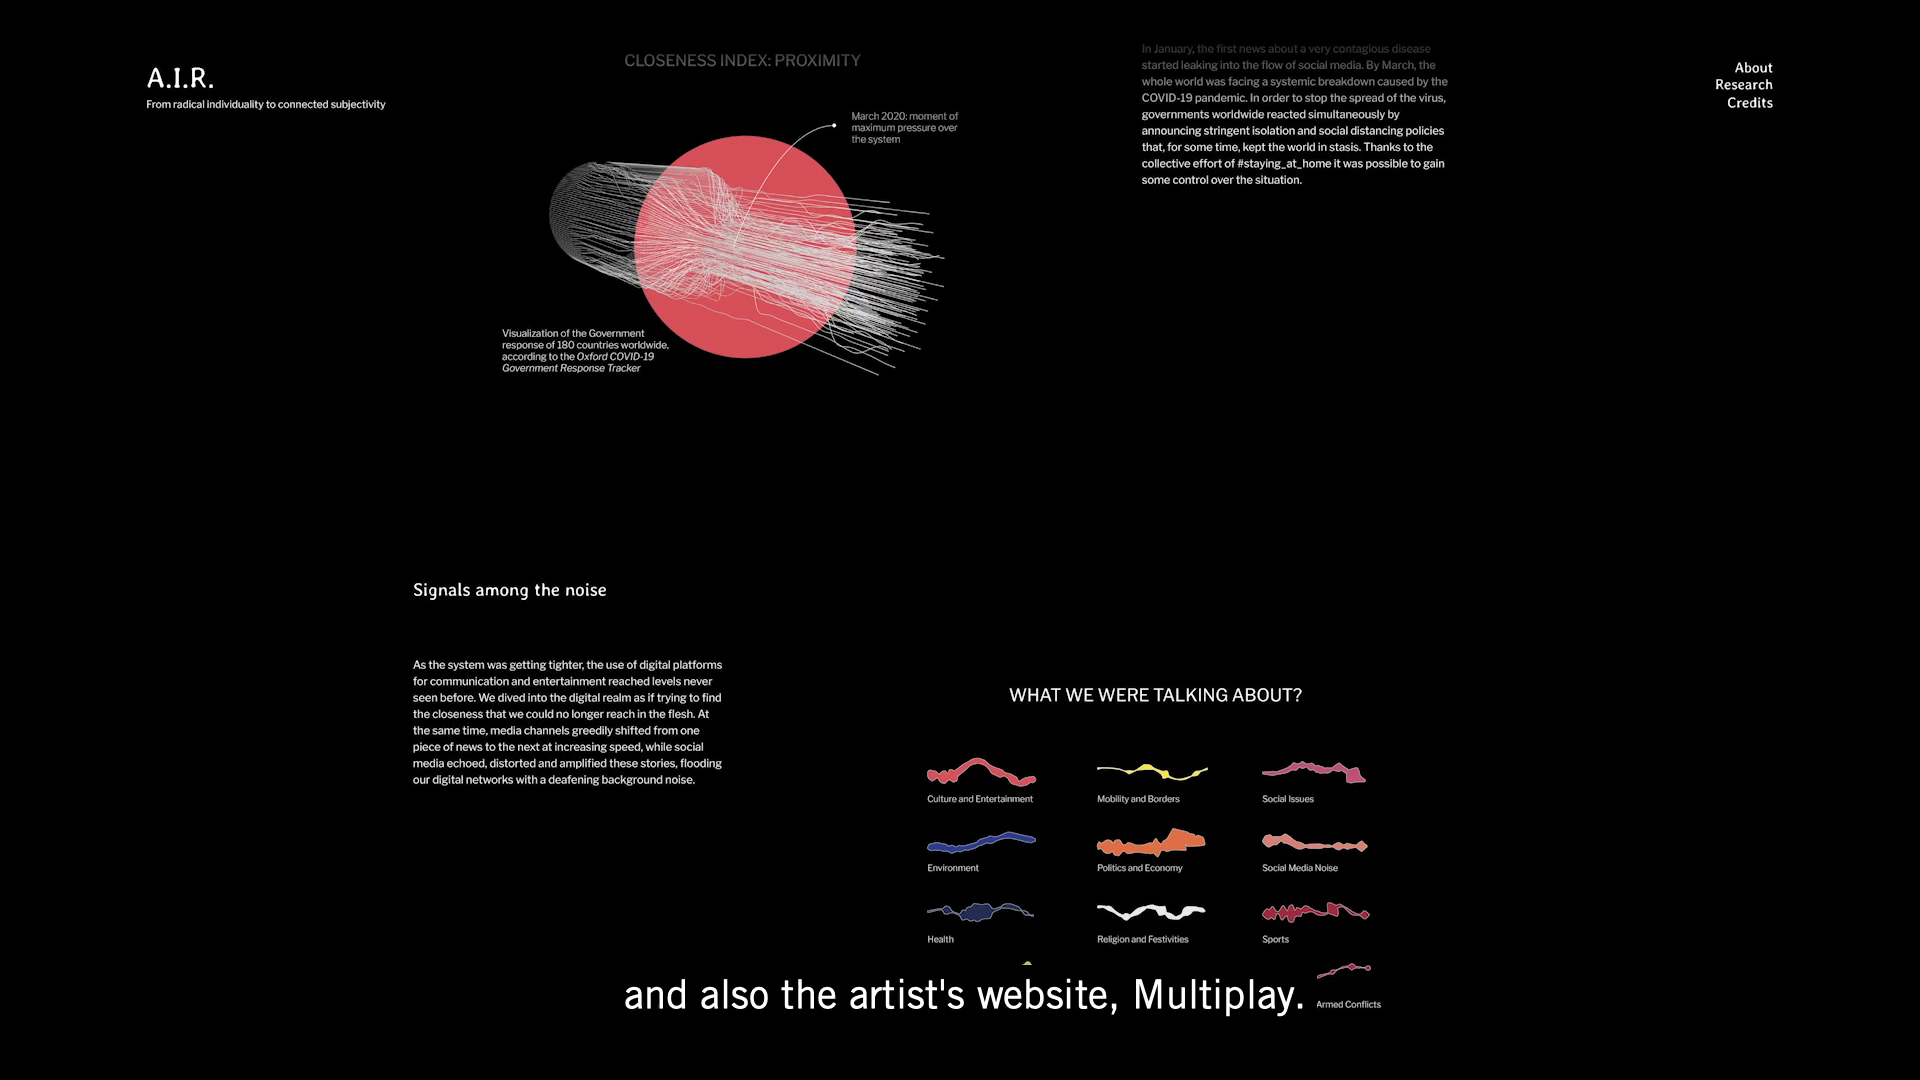 A.I.R.
From radical individuality to connected subjectivity
CLOSENESS INDEX: PROXIMITY
March 2020: moment of
maximum pressure over
the system
Visualization of the Government
response of 180 countries worldwide,
according to the Oxford COVID-19
Government Response Tracker
In January, the first news about a very contagious disease
started leaking into the flow of social media. By March, the
whole world was facing a systemic breakdown caused by the
COVID-19 pandemic. In order to stop the spread of the virus,
governments worldwide reacted simultaneously by
announcing stringent isolation and social distancing policies
that, for some time, kept the world in stasis. Thanks to the
collective effort of #staying_at_home it was possible to gain
some control over the situation.
About
Research
Credits
Signals among the noise
As the system was getting tighter, the use of digital platforms
for communication and entertainment reached levels never
seen before. We dived into the digital realm as if trying to find
the closeness that we could no longer reach in the flesh. At
the same time, media channels greedily shifted from one
piece of news to the next at increasing speed, while social
media echoed, distorted and amplified these stories, flooding
our digital networks with a deafening background noise.
WHAT WE WERE TALKING ABOUT?
Culture and Entertainment
Mobility and Borders
Social Issues
Environment
Politics and Economy
Social Media Noise
Health
Religion and Festivities
Sports
Armed Conflicts
and also the artist's website, Multiplay.